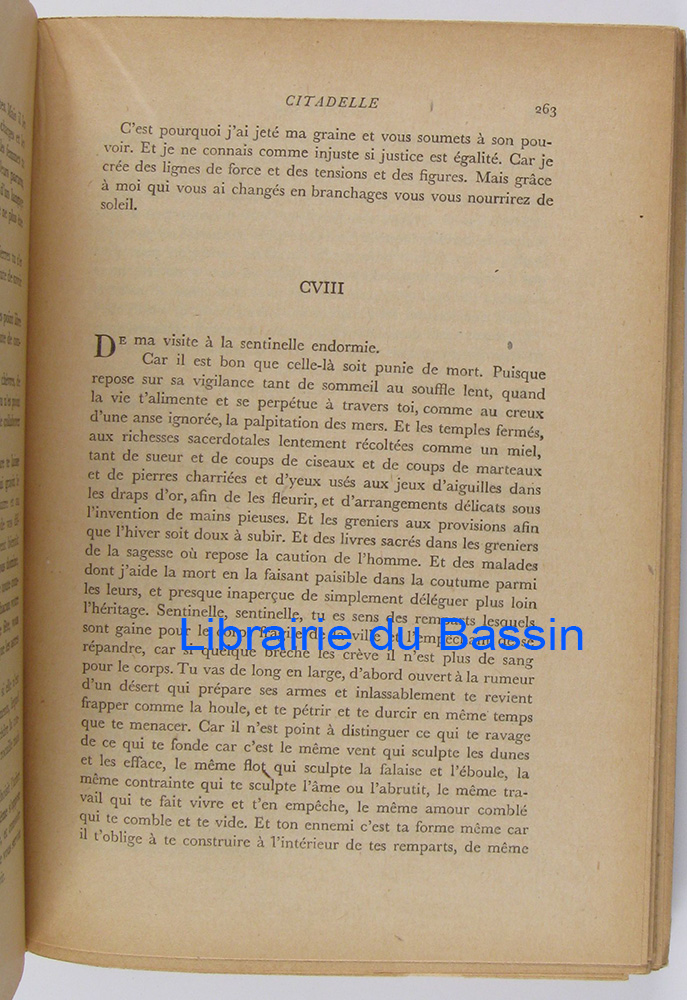 CITADELLE 263
C'est pourquoi j'ai jeté ma graine et vous soumets à son pou-
voir. Et je ne connais comme injuste si justice est égalité. Car je
crée des lignes de force et des tensions et des figures. Mais grâce
à moi qui vous ai changés en branchages vous vous nourrirez de
soleil.
CVIII
DE ma visite à la sentinelle endormie.
Car il est bon que celle-là soit punie de mort. Puisque
repose sur sa vigilance tant de sommeil au souffle lent, quand
la vie t'alimente et se perpétue à travers toi, comme au creux
d'une anse ignorée, la palpitation des mers. Et les temples fermés,
aux richesses sacerdotales lentement récoltées comme un miel,
tant de sueur et de coups de ciseaux et de coups de marteaux
et de pierres charriées et d'yeux usés aux jeux d'aiguilles dans
les draps d'or, afin de les fleurir, et d'arrangements délicats sous
l'invention de mains pieuses. Et les greniers aux provisions afin
que l'hiver soit doux à subir. Et des livres sacrés dans les greniers
de la sagesse où repose la caution de l'homme. Et des malades
dont j'aide la mort en la faisant paisible dans la coutume parmi
les leurs, et presque inaperçue de simplement déléguer plus loin
l'héritage. Sentinelle, sentinelle, tu es sens des remparts lesquels
sont gaine pour le
Librairie du Bassin
répandre, car si quelque brèche les crève il n'est plus de sang
pour le corps. Tu vas de long en large, d'abord ouvert à la rumeur
d'un désert qui prépare ses armes et inlassablement te revient
frapper comme la houle, et te pétrir et te durcir en même temps
que te menacer. Car il n'est point à distinguer ce qui te ravage
de ce qui te fonde car c'est le même vent qui sculpte les dunes
et les efface, le même flot qui sculpte la falaise et l'éboule, la
même contrainte qui te sculpte l'âme ou l'abrutit, le même tra-
vail qui te fait vivre et t'en empêche, le même amour comblé
qui te comble et te vide. Et ton ennemi c'est ta forme même car
il t'oblige à te construire à l'intérieur de tes remparts, de même